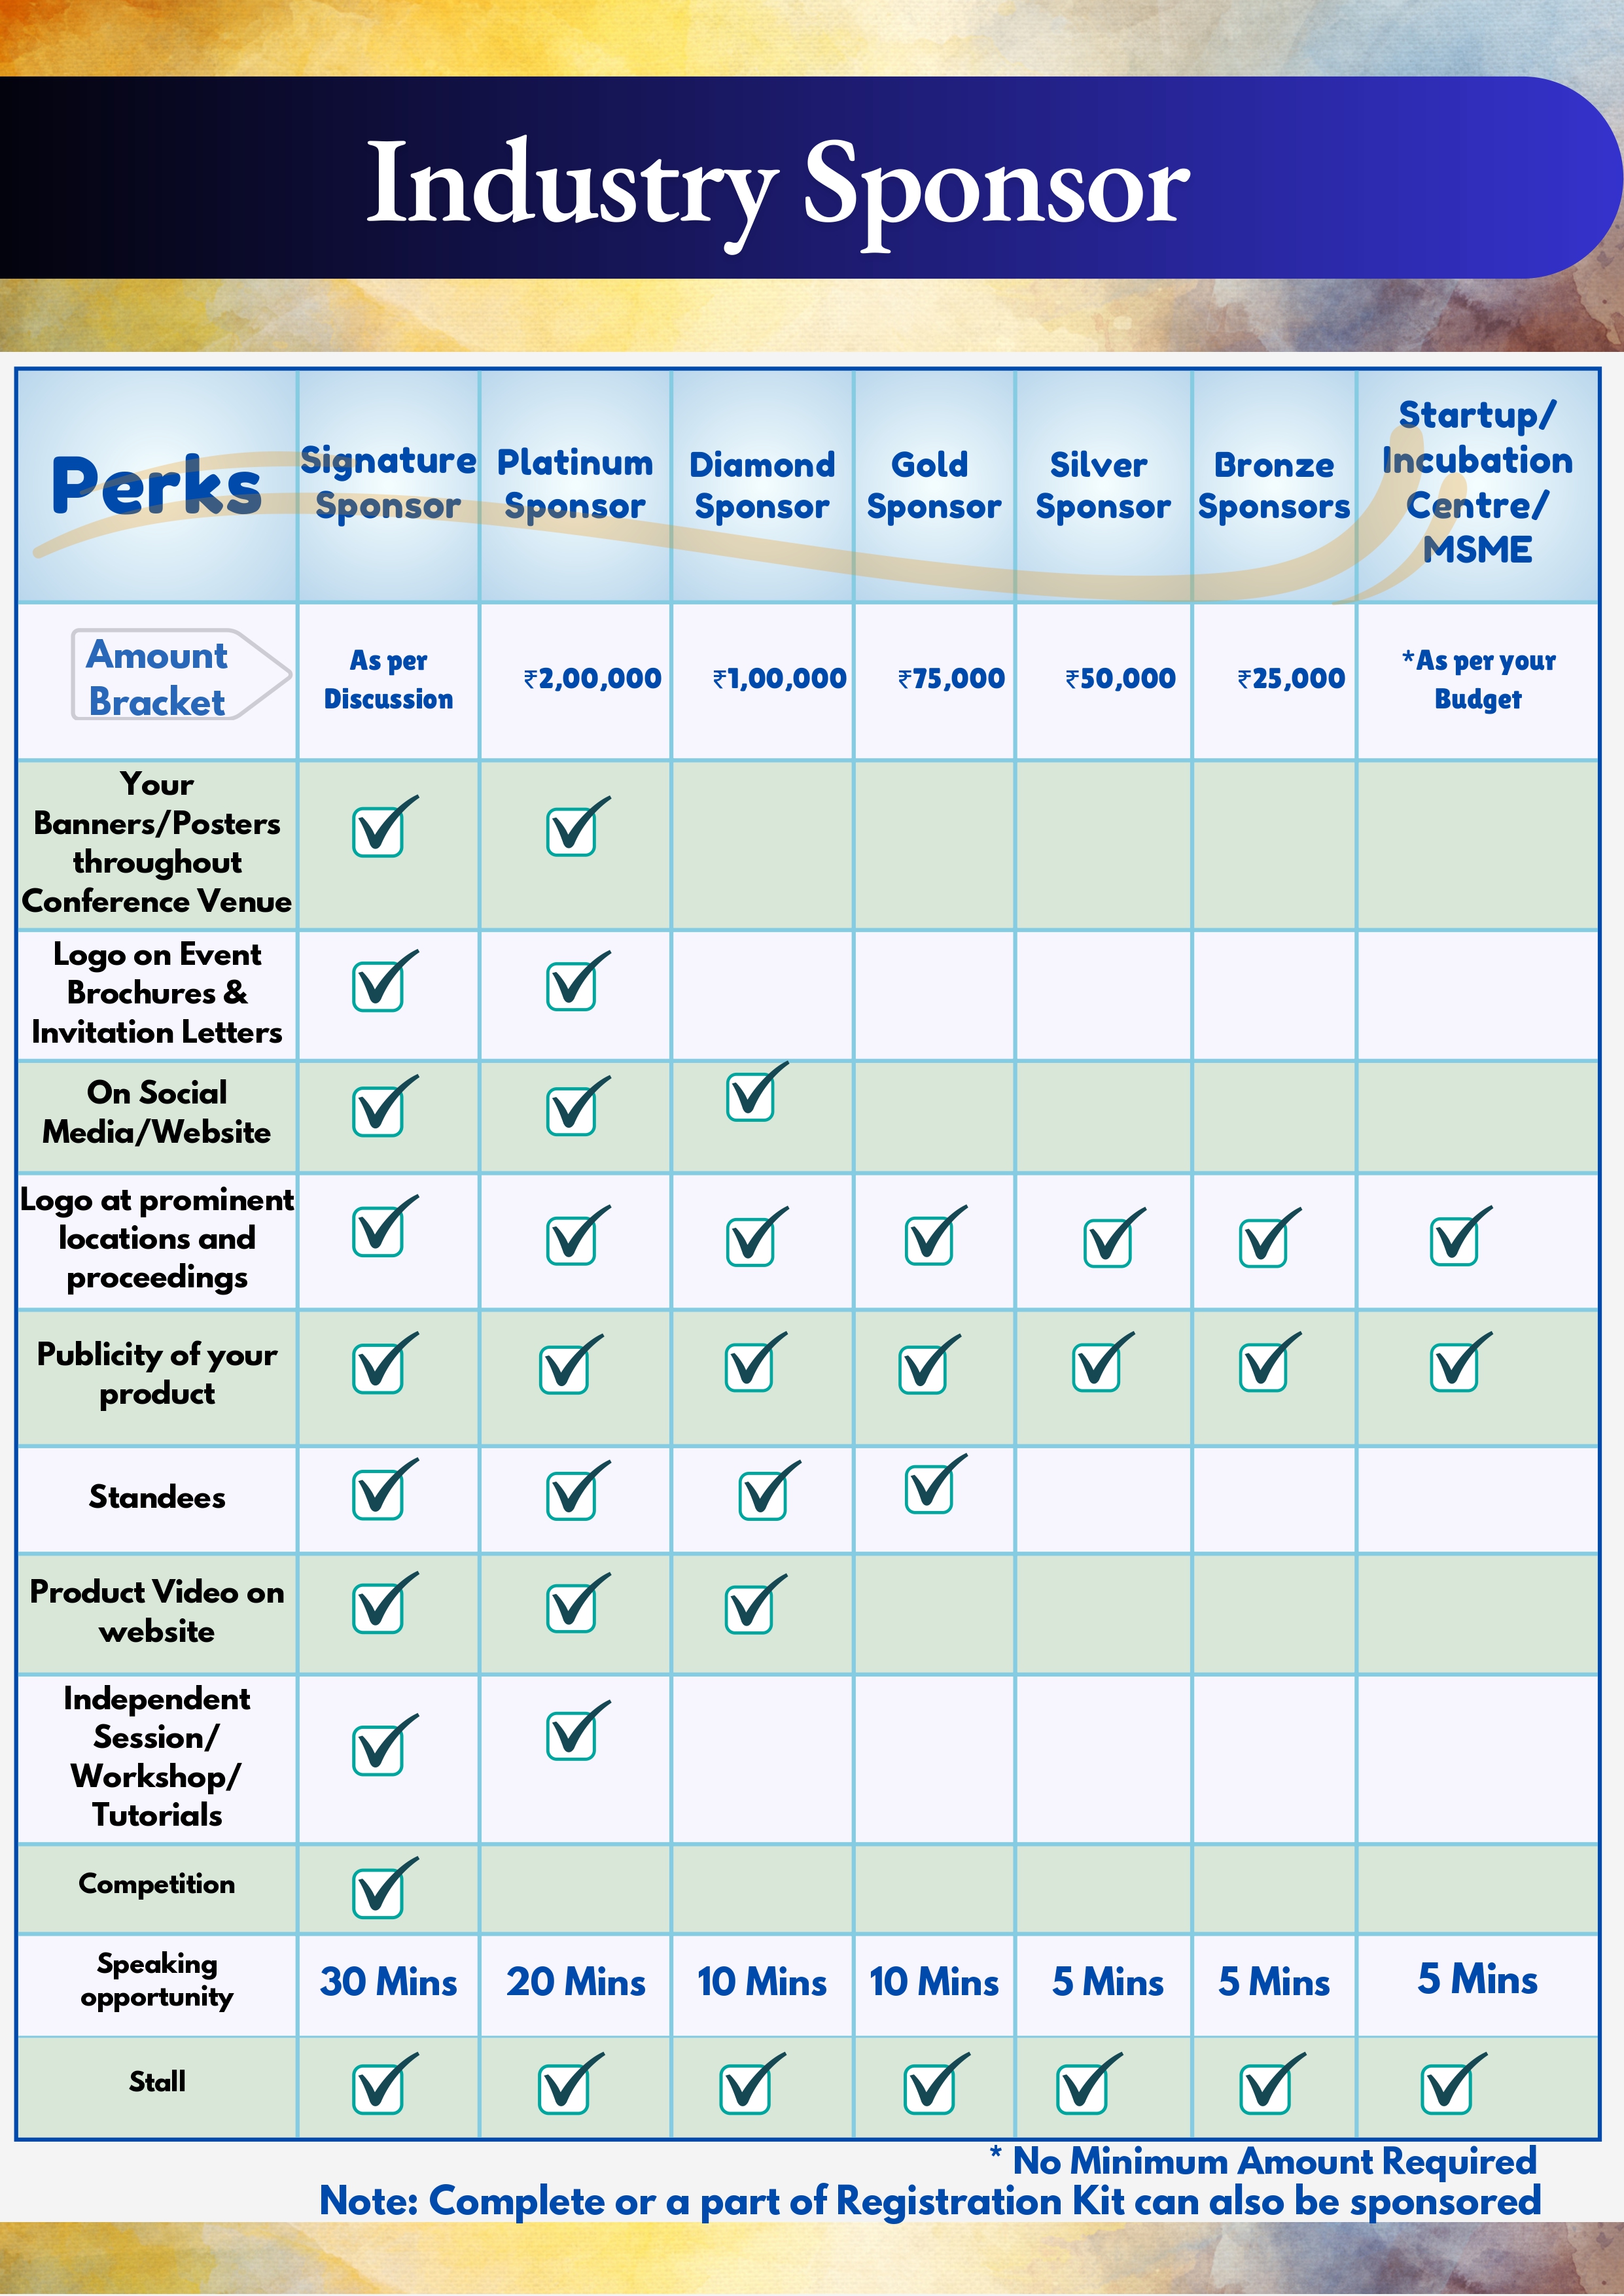 Industry Sponsor
Perks
Signature
Sponsor
Platinum
Sponsor
Diamond
Sponsor
Gold
Sponsor
Silver
Sponsor
Bronze
Sponsors
Startup/
Incubation
Centre/
MSME
Amount
Bracket
As per
Discussion
₹2,00,000
₹1,00,000
₹75,000
₹50,000
₹25,000
*As per your
Budget
Your
Banners/Posters
throughout
Conference Venue
Logo on Event
Brochures &
Invitation Letters
On Social
Media/Website
Logo at prominent
locations and
proceedings
Publicity of your
product
Standees
Product Video on
website
Independent
Session/
Workshop/
Tutorials
Competition
Speaking
opportunity
30 Mins
20 Mins
10 Mins
10 Mins
5 Mins
5 Mins
5 Mins
Stall
* No Minimum Amount Required
Note: Complete or a part of Registration Kit can also be sponsored